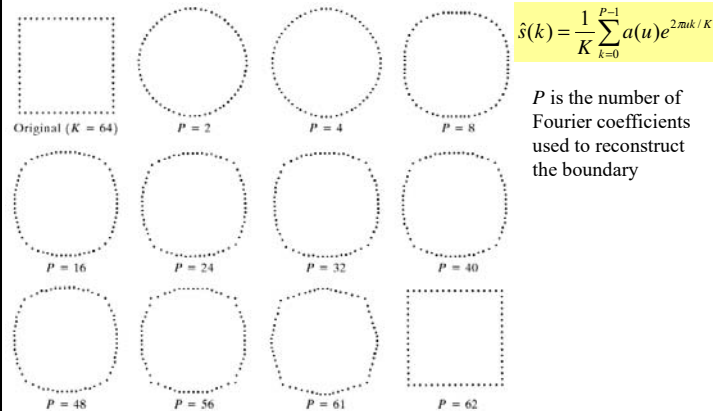 Original (K = 64)
P = 2
P = 4
P = 8
ŝ(k) = 1/K ∑_{k=0}^{P−1} a(u)e^{2πuk/K}
P is the number of
Fourier coefficients
used to reconstruct
the boundary
P = 16
P = 24
P = 32
P = 40
P = 48
P = 56
P = 61
P = 62